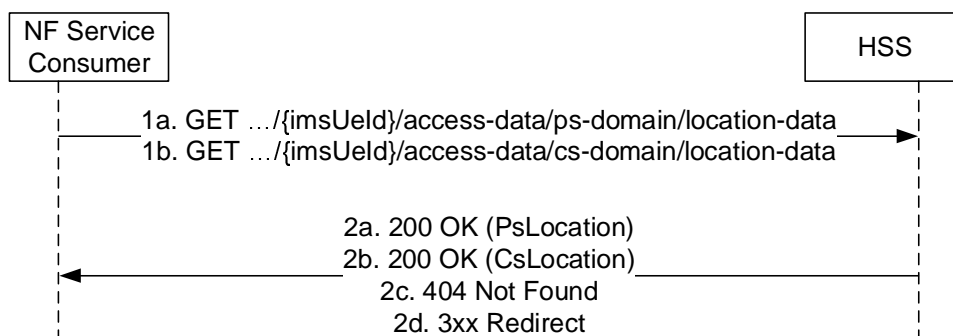 NF Service
Consumer
HSS
1a. GET …/{imsUeId}/access-data/ps-domain/location-data
1b. GET …/{imsUeId}/access-data/cs-domain/location-data
2a. 200 OK (PsLocation)
2b. 200 OK (CsLocation)
2c. 404 Not Found
2d. 3xx Redirect